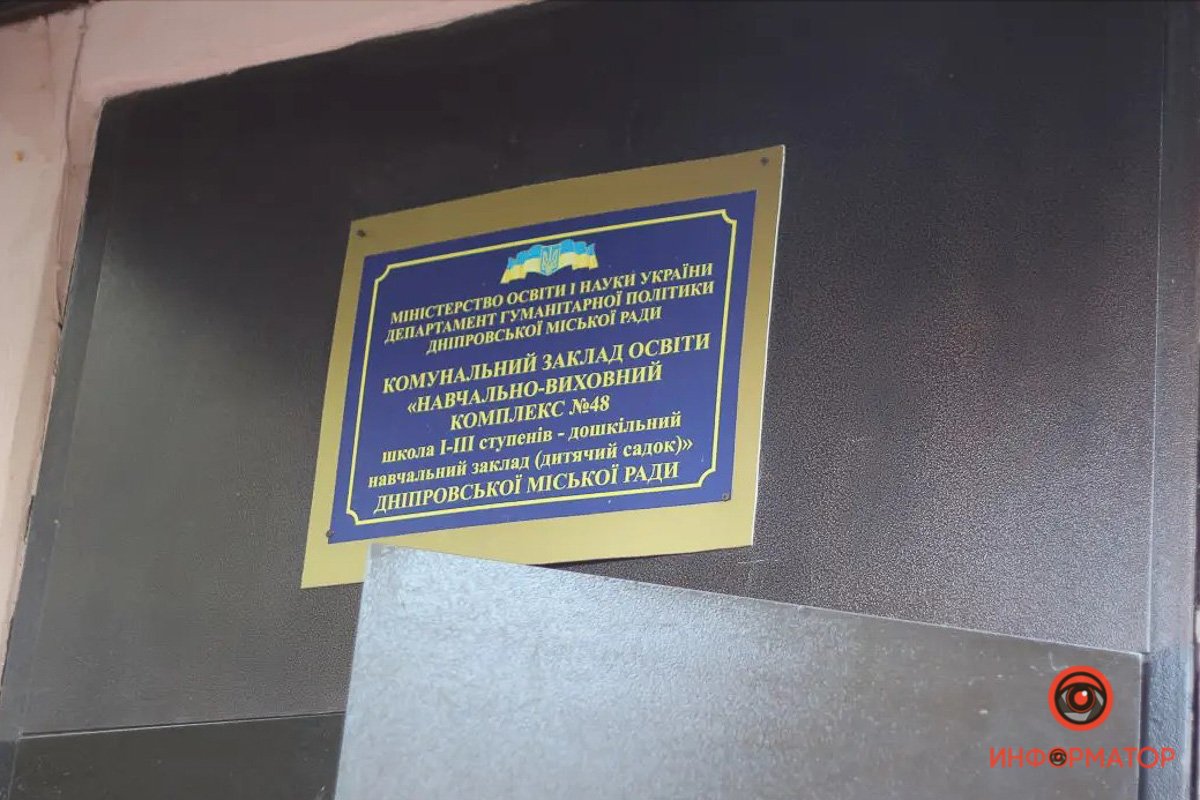 МІНІСТЕРСТВО ОСВІТИ І НАУКИ УКРАЇНИ
ДЕПАРТАМЕНТ ГУМАНІТАРНОЇ ПОЛІТИКИ
ДНІПРОВСЬКОЇ МІСЬКОЇ РАДИ
КОМУНАЛЬНИЙ ЗАКЛАД ОСВІТИ
«НАВЧАЛЬНО-ВИХОВНИЙ
КОМПЛЕКС №48
школа І-ІІІ ступенів - дошкільний
навчальний заклад (дитячий садок)»
ДНІПРОВСЬКОЇ МІСЬКОЇ РАДИ
ИНФОРМАТОР